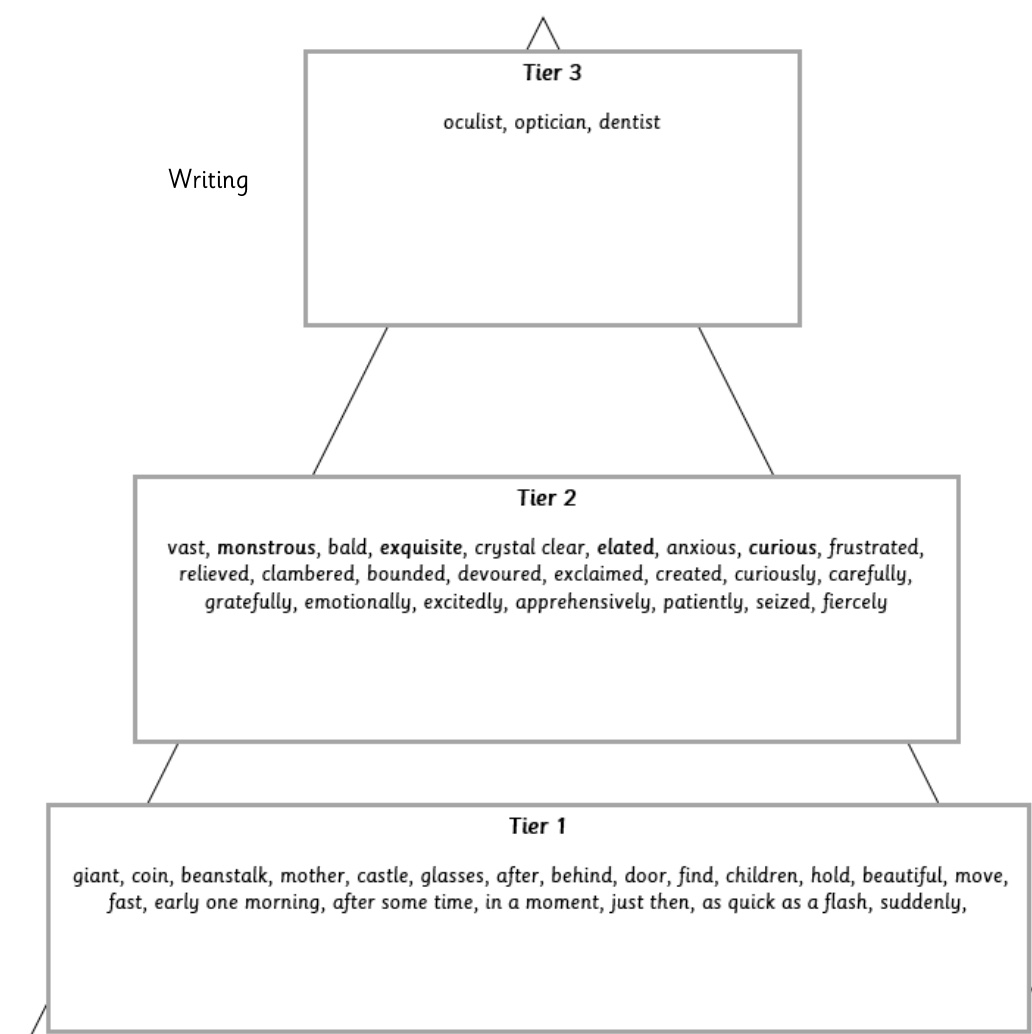 Tier 3
oculist, optician, dentist
Writing
Tier 2
vast, monstrous, bald, exquisite, crystal clear, elated, anxious, curious, frustrated,
relieved, clambered, bounded, devoured, exclaimed, created, curiously, carefully,
gratefully, emotionally, excitedly, apprehensively, patiently, seized, fiercely
Tier 1
giant, coin, beanstalk, mother, castle, glasses, after, behind, door, find, children, hold, beautiful, move,
fast, early one morning, after some time, in a moment, just then, as quick as a flash, suddenly,